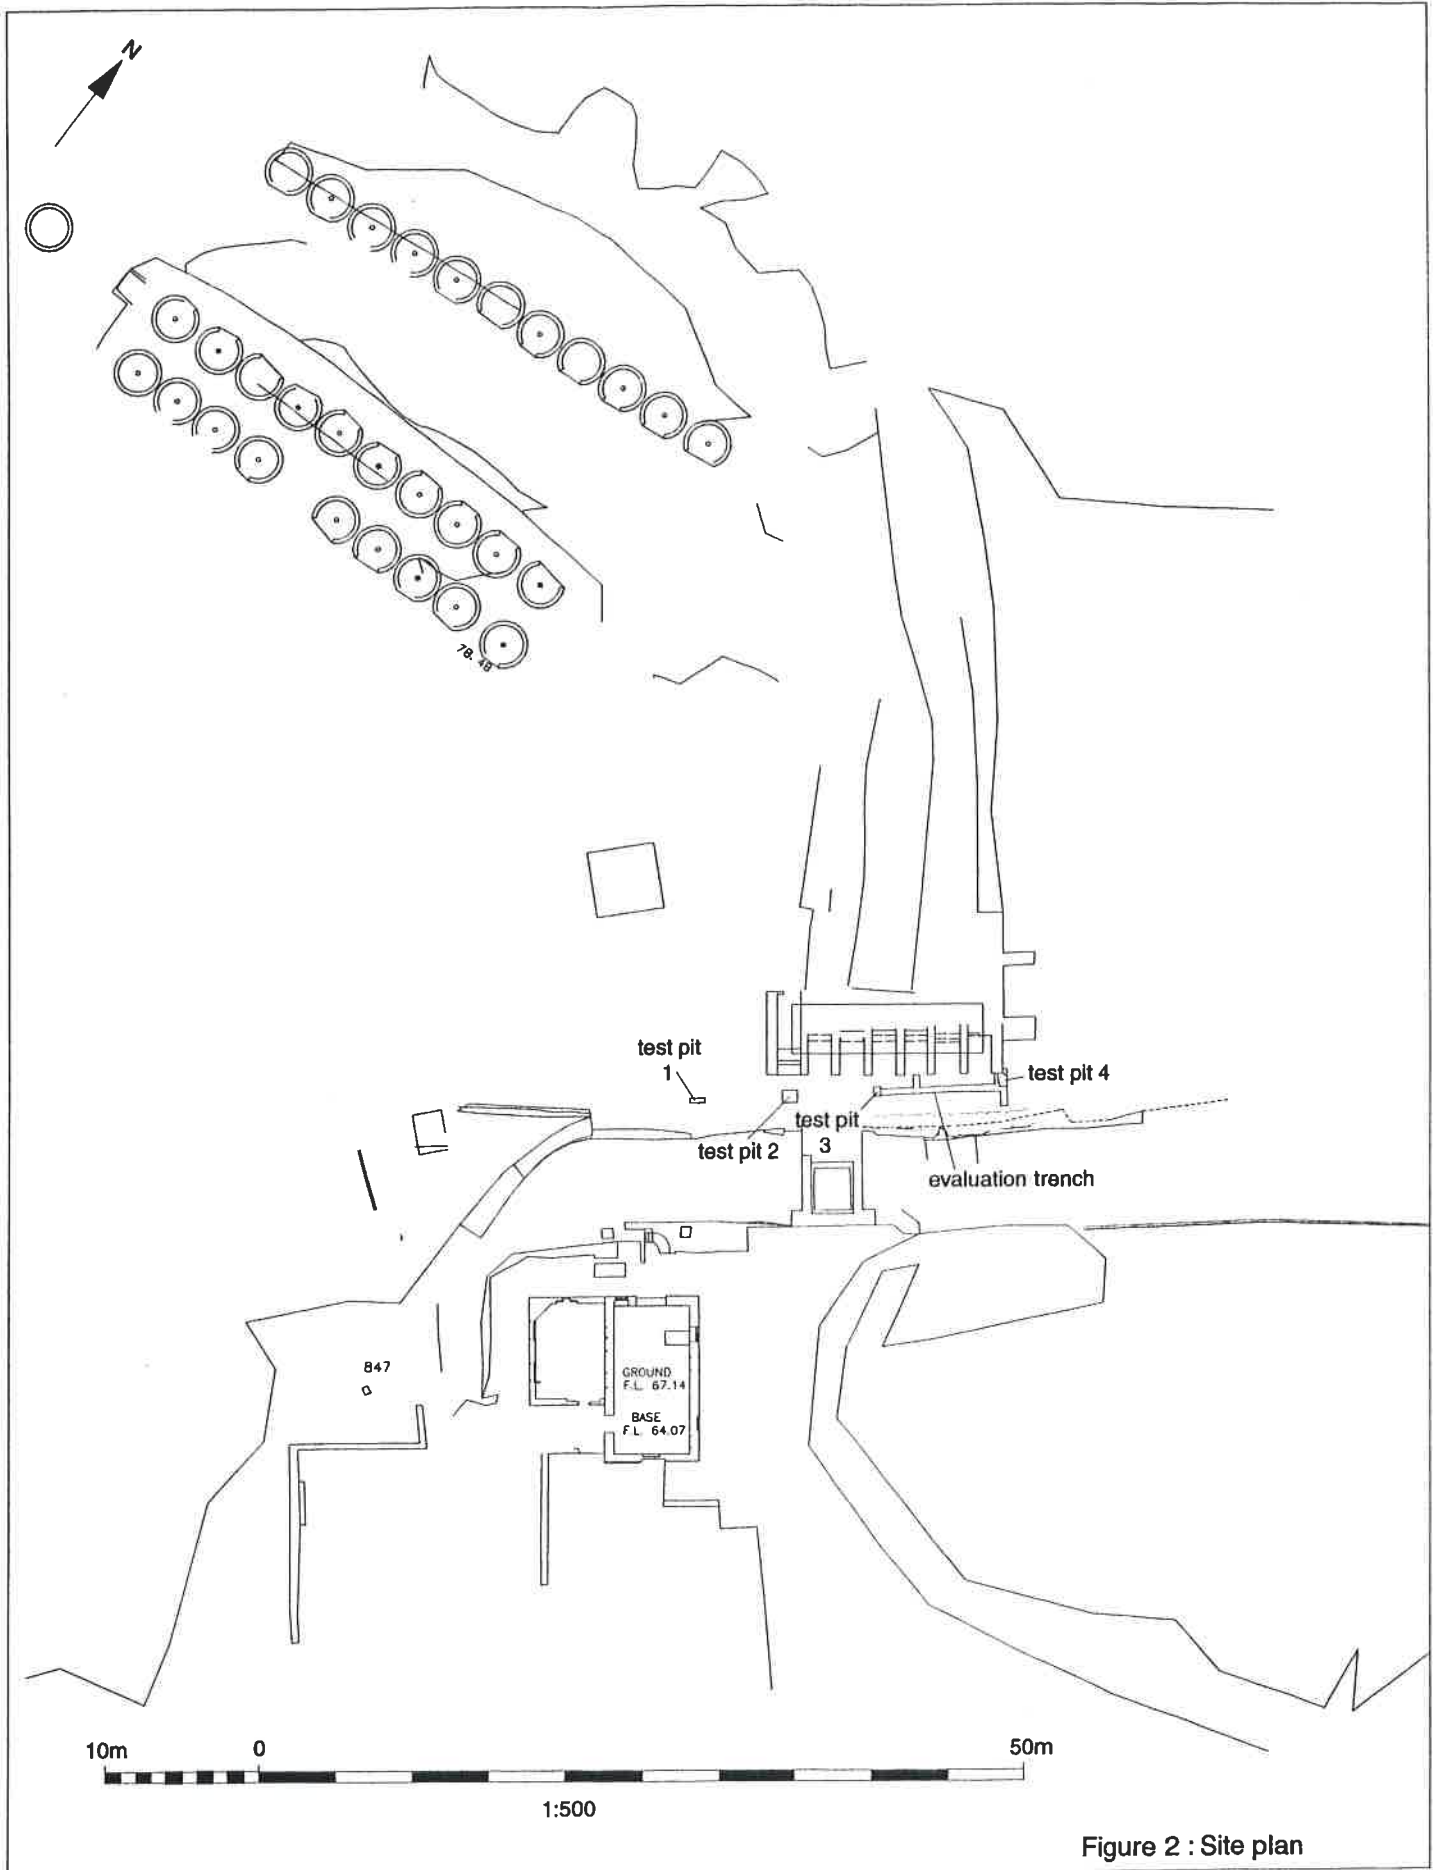 N
78.48
test pit
1
test pit 4
test pit 2
test pit
3
evaluation trench
847
GROUND
F.L. 67.14
BASE
F.L. 64.07
10m
0
50m
1:500
Figure 2 : Site plan